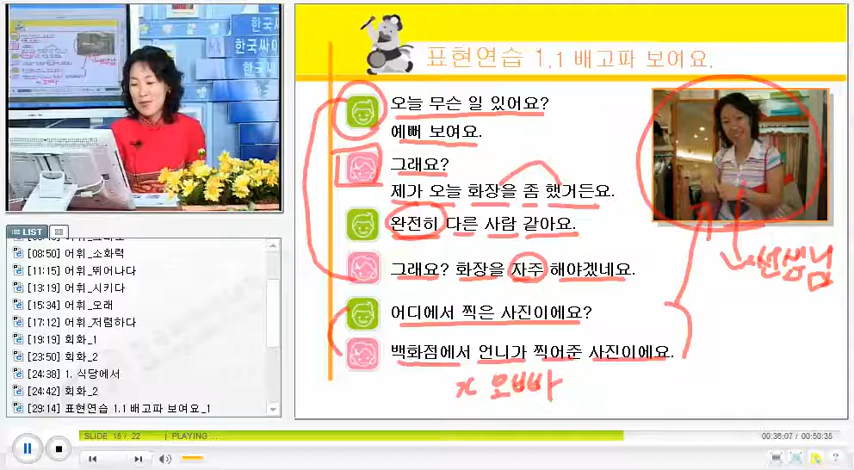 한국
한국싸이
한국내
표현연습 1.1 배고파 보여요.
오늘 무슨 일 있어요?
예뻐 보여요.
그래요?
제가 오늘 화장을 좀 했거든요.
완전히 다른 사람 같아요.
그래요? 화장을 자주 해야겠네요.
어디에서 찍은 사진이에요?
백화점에서 언니가 찍어준 사진이에요.
x 오빠
선생님
LIST
[08:50] 어휘_소화력
[11:15] 어휘_뛰어나다
[13:19] 어휘_시키다
[15:34] 어휘_오래
[17:12] 어휘_저렴하다
[19:19] 회화_1
[23:50] 회화_2
[24:38] 1. 식당에서
[24:42] 회화_2
[29:14] 표현연습 1.1 배고파 보여요_1
SLIDE 18 / 22 PLAYING ...
00:36:07 / 00:50:35